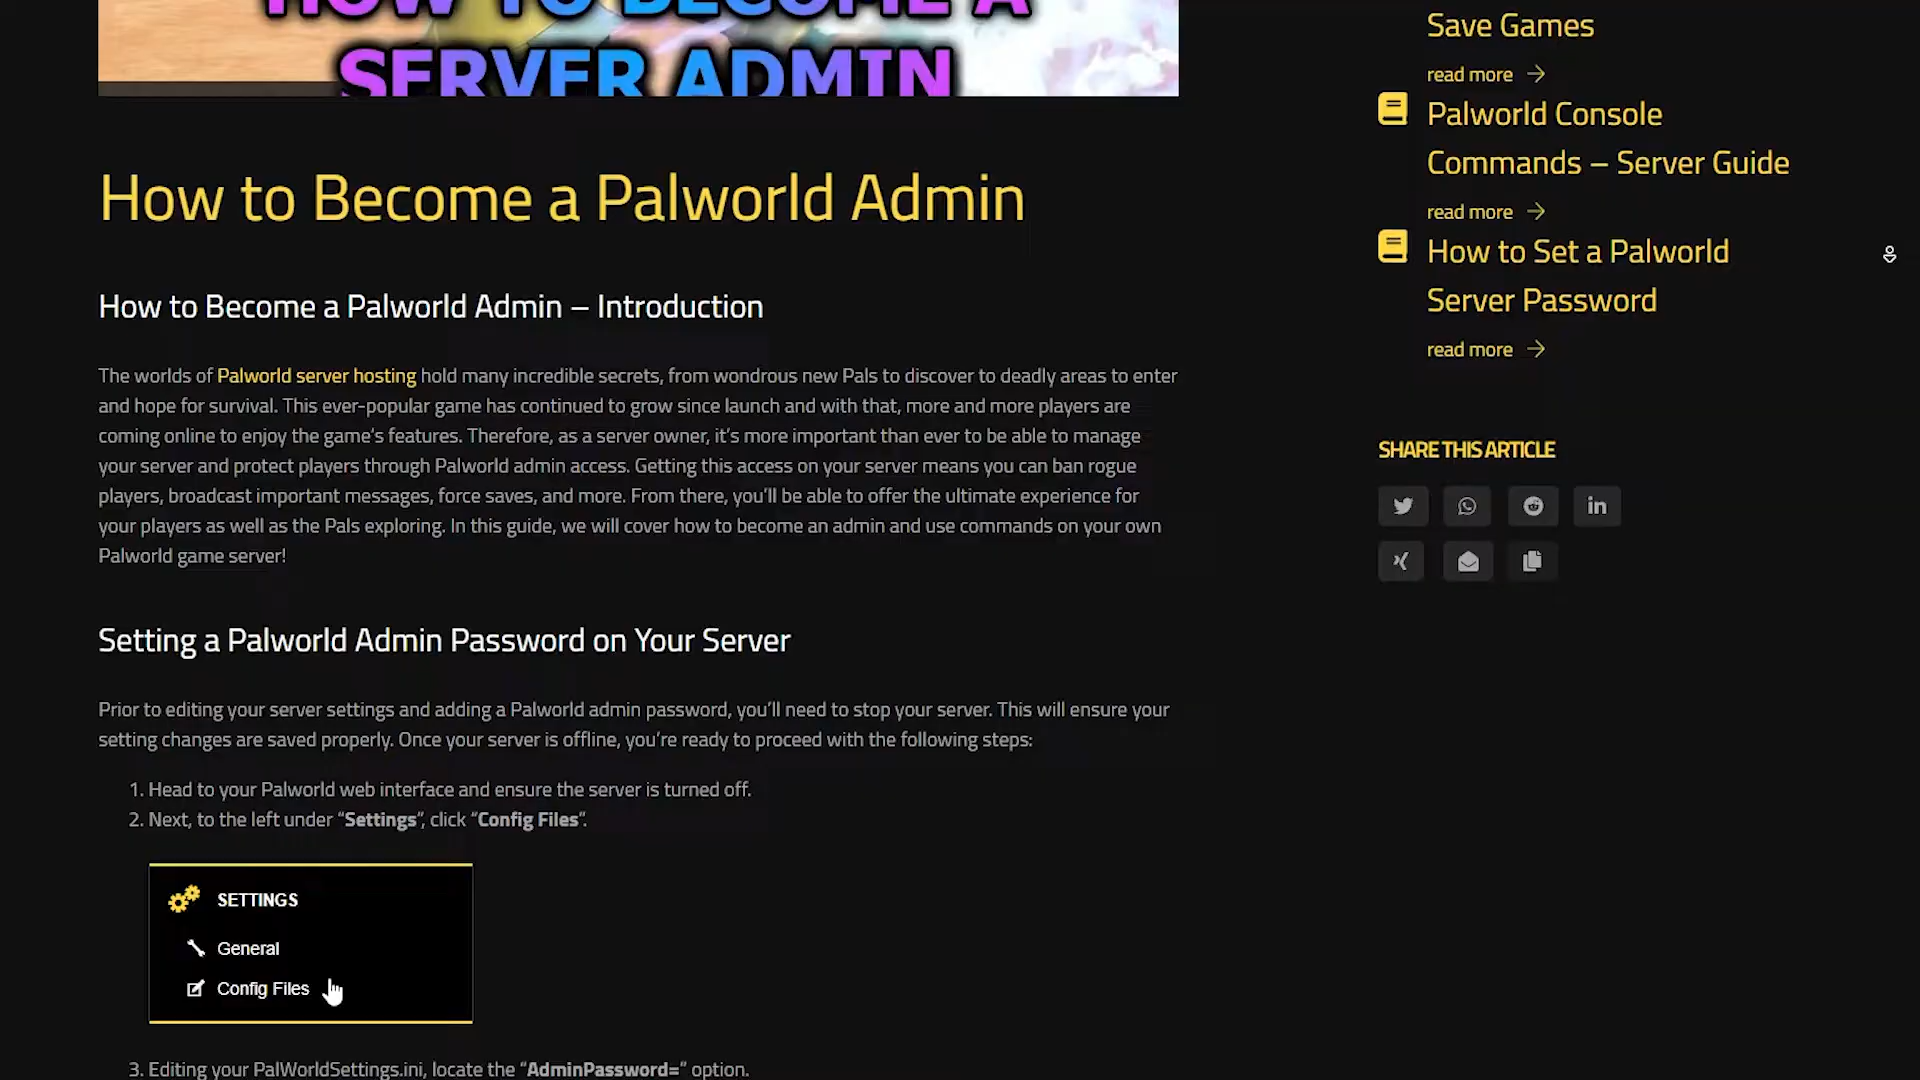 HOW TO BECOME A
SERVER ADMIN
How to Become a Palworld Admin
How to Become a Palworld Admin – Introduction
The worlds of Palworld server hosting hold many incredible secrets, from wondrous new Pals to discover to deadly areas to enter
and hope for survival. This ever-popular game has continued to grow since launch and with that, more and more players are
coming online to enjoy the game's features. Therefore, as a server owner, it's more important than ever to be able to manage
your server and protect players through Palworld admin access. Getting this access on your server means you can ban rogue
players, broadcast important messages, force saves, and more. From there, you'll be able to offer the ultimate experience for
your players as well as the Pals exploring. In this guide, we will cover how to become an admin and use commands on your own
Palworld game server!
Setting a Palworld Admin Password on Your Server
Prior to editing your server settings and adding a Palworld admin password, you'll need to stop your server. This will ensure your
setting changes are saved properly. Once your server is offline, you're ready to proceed with the following steps:
1. Head to your Palworld web interface and ensure the server is turned off.
2. Next, to the left under “Settings”, click “Config Files”.
SETTINGS
General
Config Files
3. Editing your PalWorldSettings.ini, locate the “AdminPassword=” option.
Save Games
read more
Palworld Console
Commands – Server Guide
read more
How to Set a Palworld
Server Password
read more
SHARE THIS ARTICLE